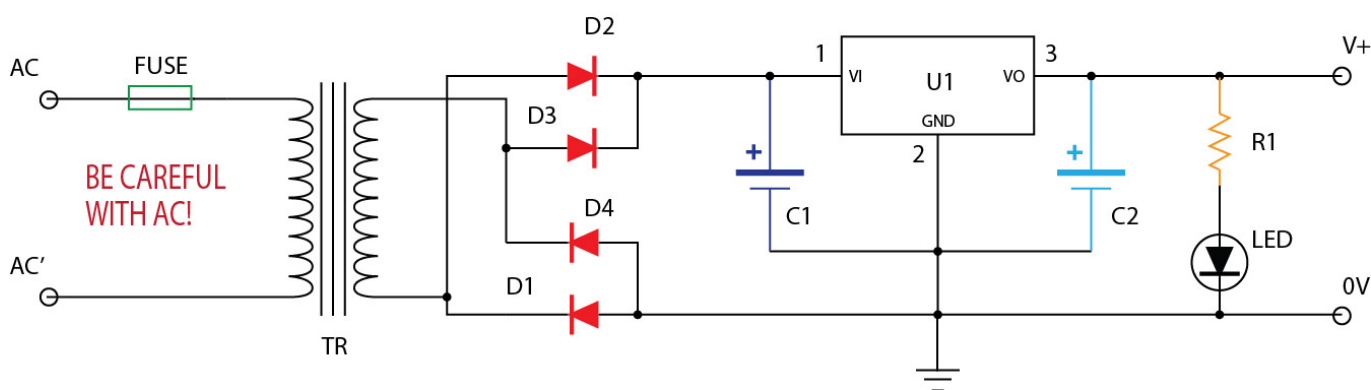 AC
FUSE
BE CAREFUL
WITH AC!
AC'
TR
D2
D3
D4
D1
C1
1
VI
U1
VO
GND
2
3
C2
R1
LED
V+
0V
+
+